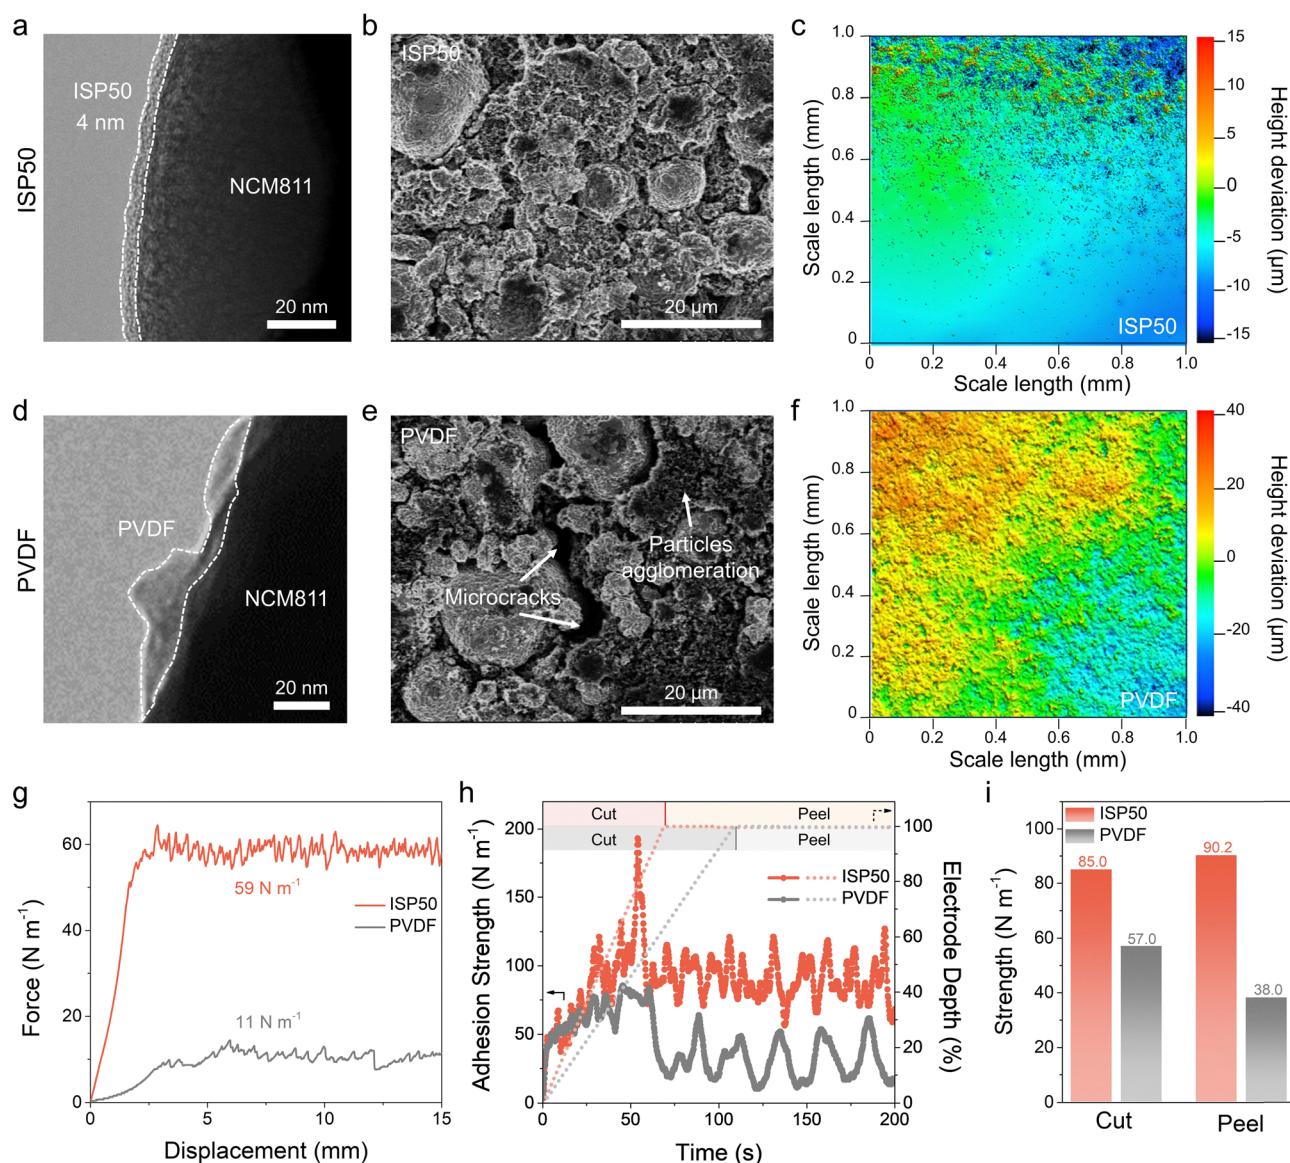 a
ISP50
ISP50
4 nm
NCM811
20 nm
b
ISP50
20 µm
c
Scale length (mm)
1.0
0.8
0.6
0.4
0.2
0
0
0.2
0.4
0.6
0.8
1.0
Scale length (mm)
ISP50
15
10
5
0
-5
-10
-15
Height deviation (µm)
d
PVDF
PVDF
NCM811
20 nm
e
PVDF
Particles
agglomeration
Microcracks
20 µm
f
Scale length (mm)
1.0
0.8
0.6
0.4
0.2
0
0
0.2
0.4
0.6
0.8
1.0
Scale length (mm)
PVDF
40
20
0
-20
-40
Height deviation (µm)
g
Force (N m⁻¹)
60
40
20
0
59 N m⁻¹
ISP50
PVDF
11 N m⁻¹
0
5
10
15
Displacement (mm)
h
Adhesion Strength (N m⁻¹)
200
150
100
50
0
Cut
Peel
Cut
Peel
ISP50
PVDF
100
80
60
40
20
0
Electrode Depth (%)
0
50
100
150
200
Time (s)
i
Strength (N m⁻¹)
100
80
60
40
20
0
ISP50
PVDF
85.0
57.0
90.2
38.0
Cut
Peel